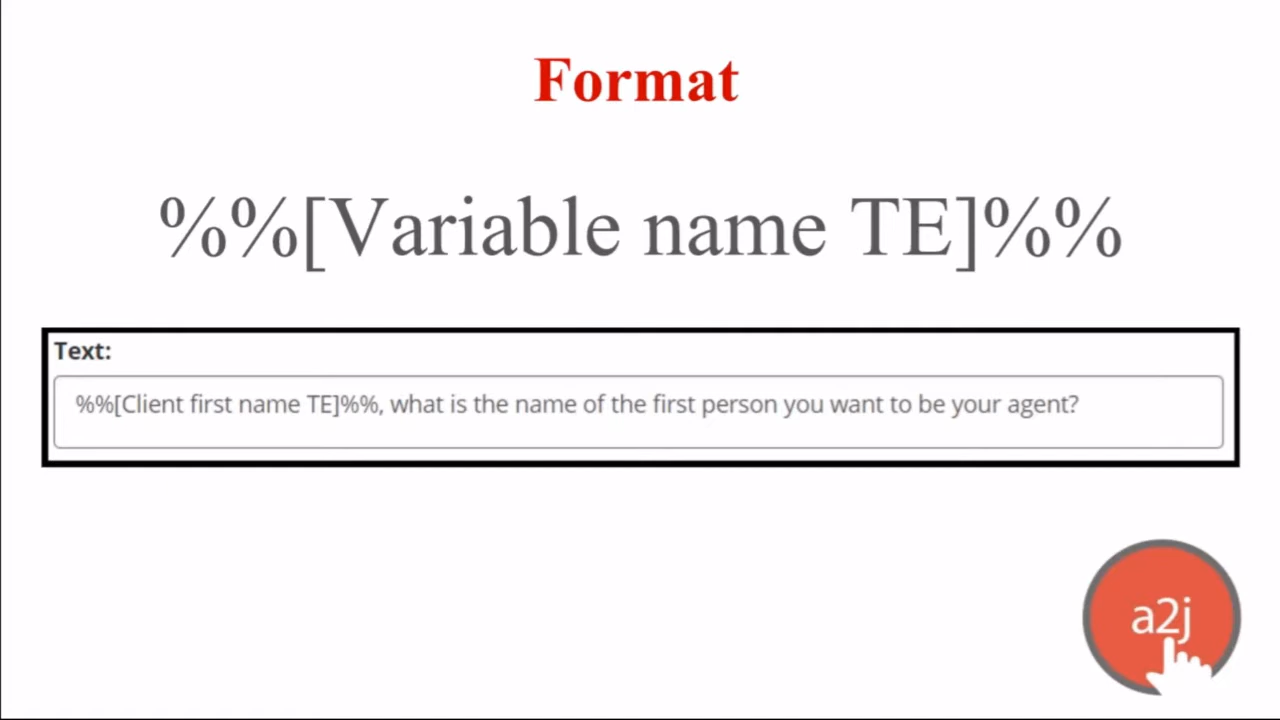 Format
%%[Variable name TE]%%
Text:
%%[Client first name TE]%%, what is the name of the first person you want to be your agent?
a2j